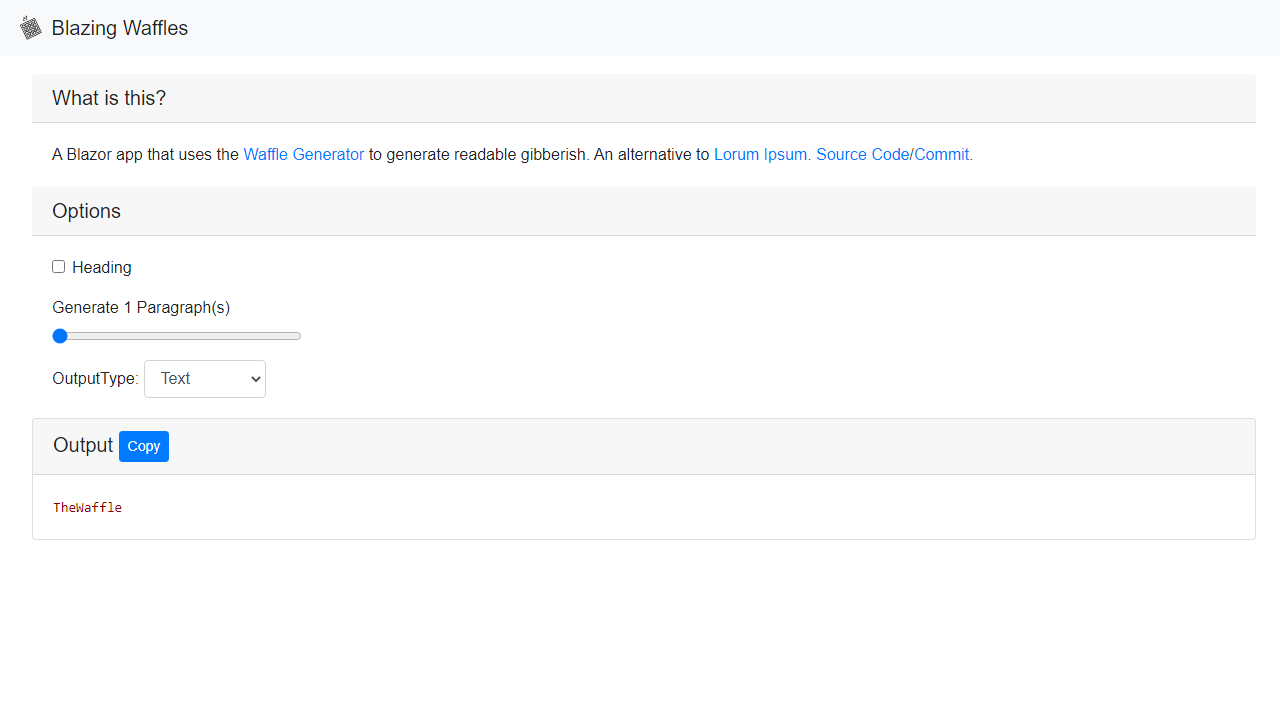 Blazing Waffles
What is this?
A Blazor app that uses the Waffle Generator to generate readable gibberish. An alternative to Lorum Ipsum. Source Code/Commit.
Options
Heading
Generate 1 Paragraph(s)
OutputType: Text
Output Copy
TheWaffle